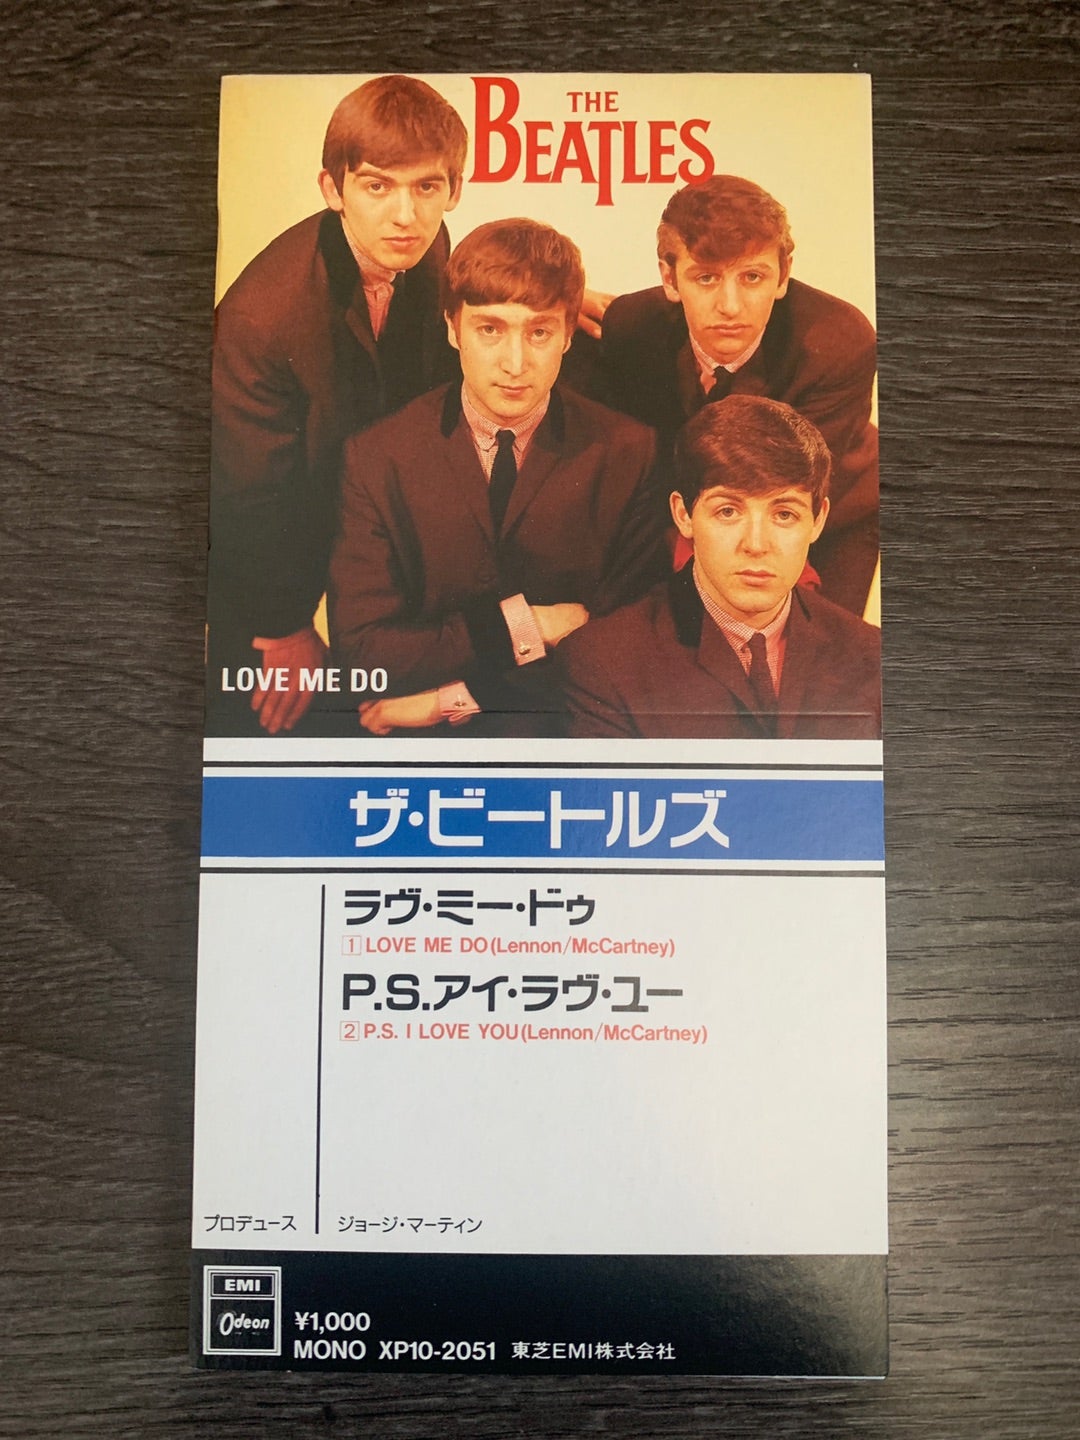 THE
BEATLES
LOVE ME DO
ザ・ビートルズ
ラヴ・ミー・ドゥ
1 LOVE ME DO(Lennon/McCartney)
P.S.アイ・ラヴ・ユー
2 P.S. I LOVE YOU(Lennon/McCartney)
プロデュース ジョージ・マーティン
EMI
Odeon
¥1,000
MONO XP10-2051 東芝EMI株式会社